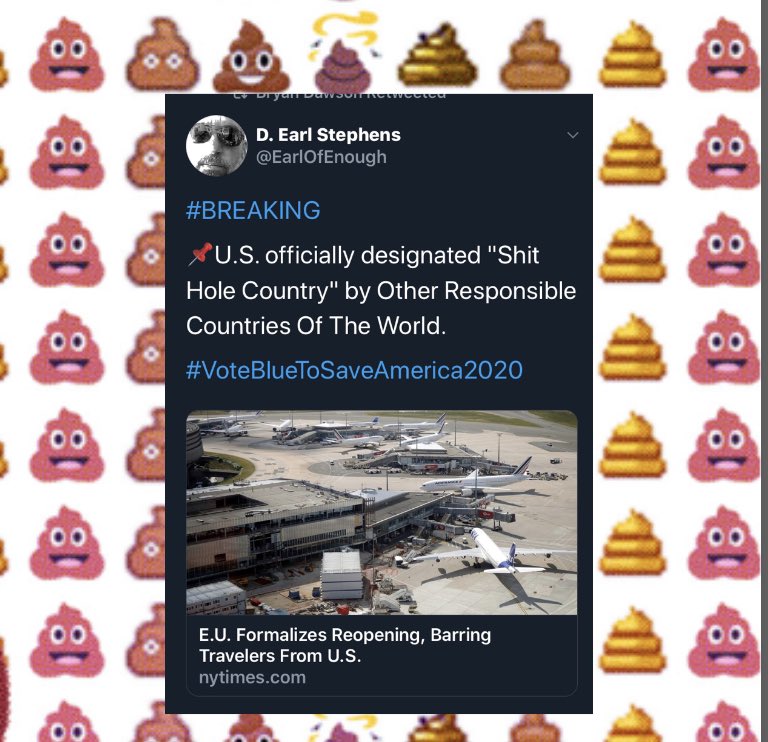 Bryan Dawson Retweeted
D. Earl Stephens
@EarlOfEnough
#BREAKING
📌U.S. officially designated "Shit
Hole Country" by Other Responsible
Countries Of The World.
#VoteBlueToSaveAmerica2020
E.U. Formalizes Reopening, Barring
Travelers From U.S.
nytimes.com